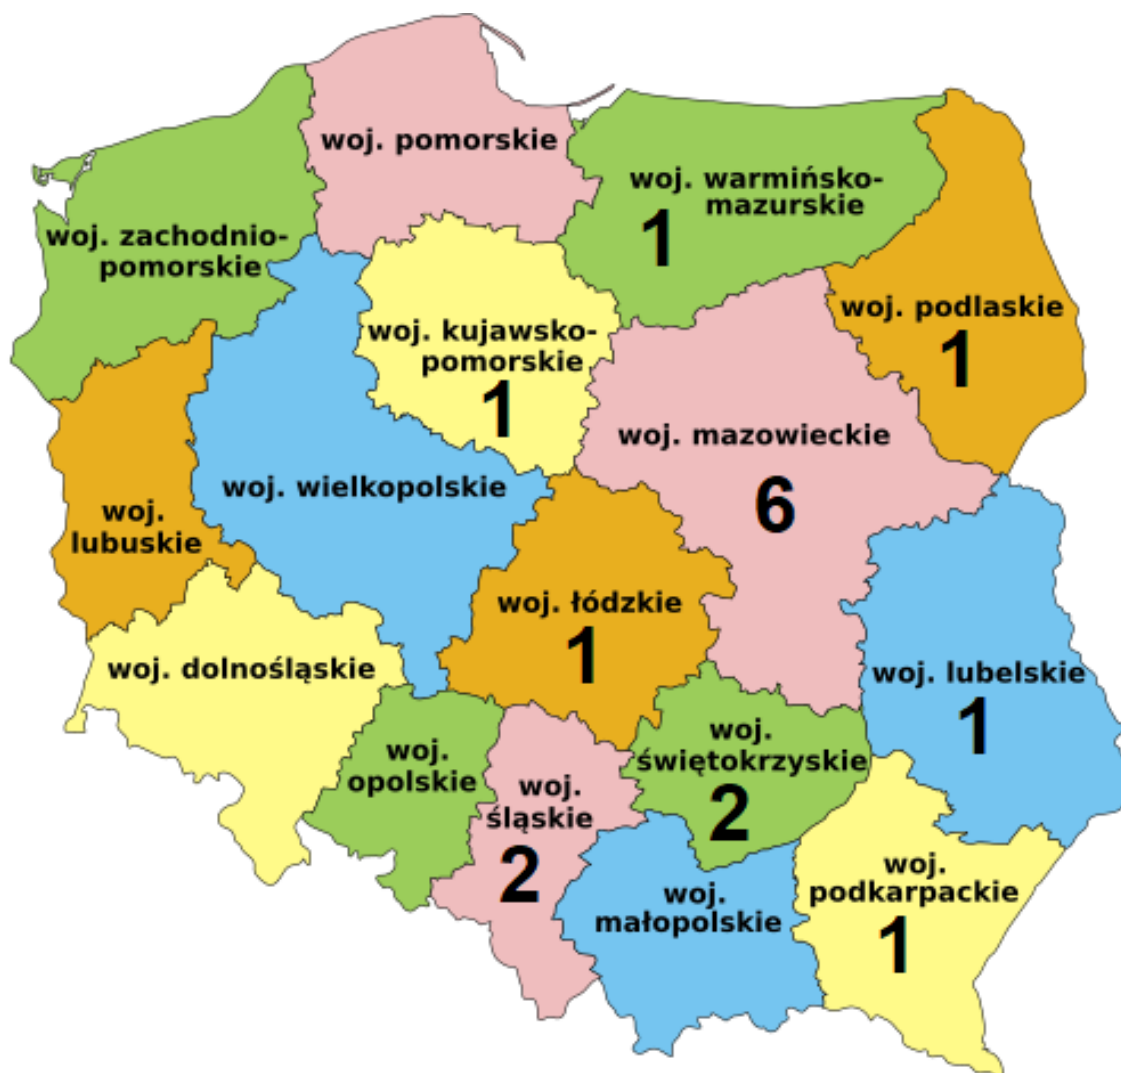 woj. pomorskie
woj. warmińsko-
mazurskie
1
woj. zachodnio-
pomorskie
woj. podlaskie
1
woj. kujawsko-
pomorskie
1
woj. mazowieckie
6
woj. wielkopolskie
woj.
lubuskie
woj. łódzkie
1
woj. dolnośląskie
woj. lubelskie
1
woj.
opolskie
woj.
świętokrzyskie
2
woj.
śląskie
2
woj.
małopolskie
woj.
podkarpackie
1